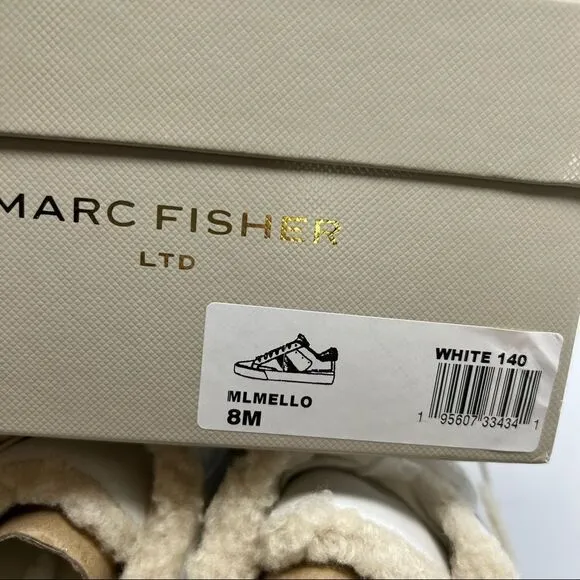 MARC FISHER
LTD
WHITE 140
MLMELLO
8M
1 95607 33434 1